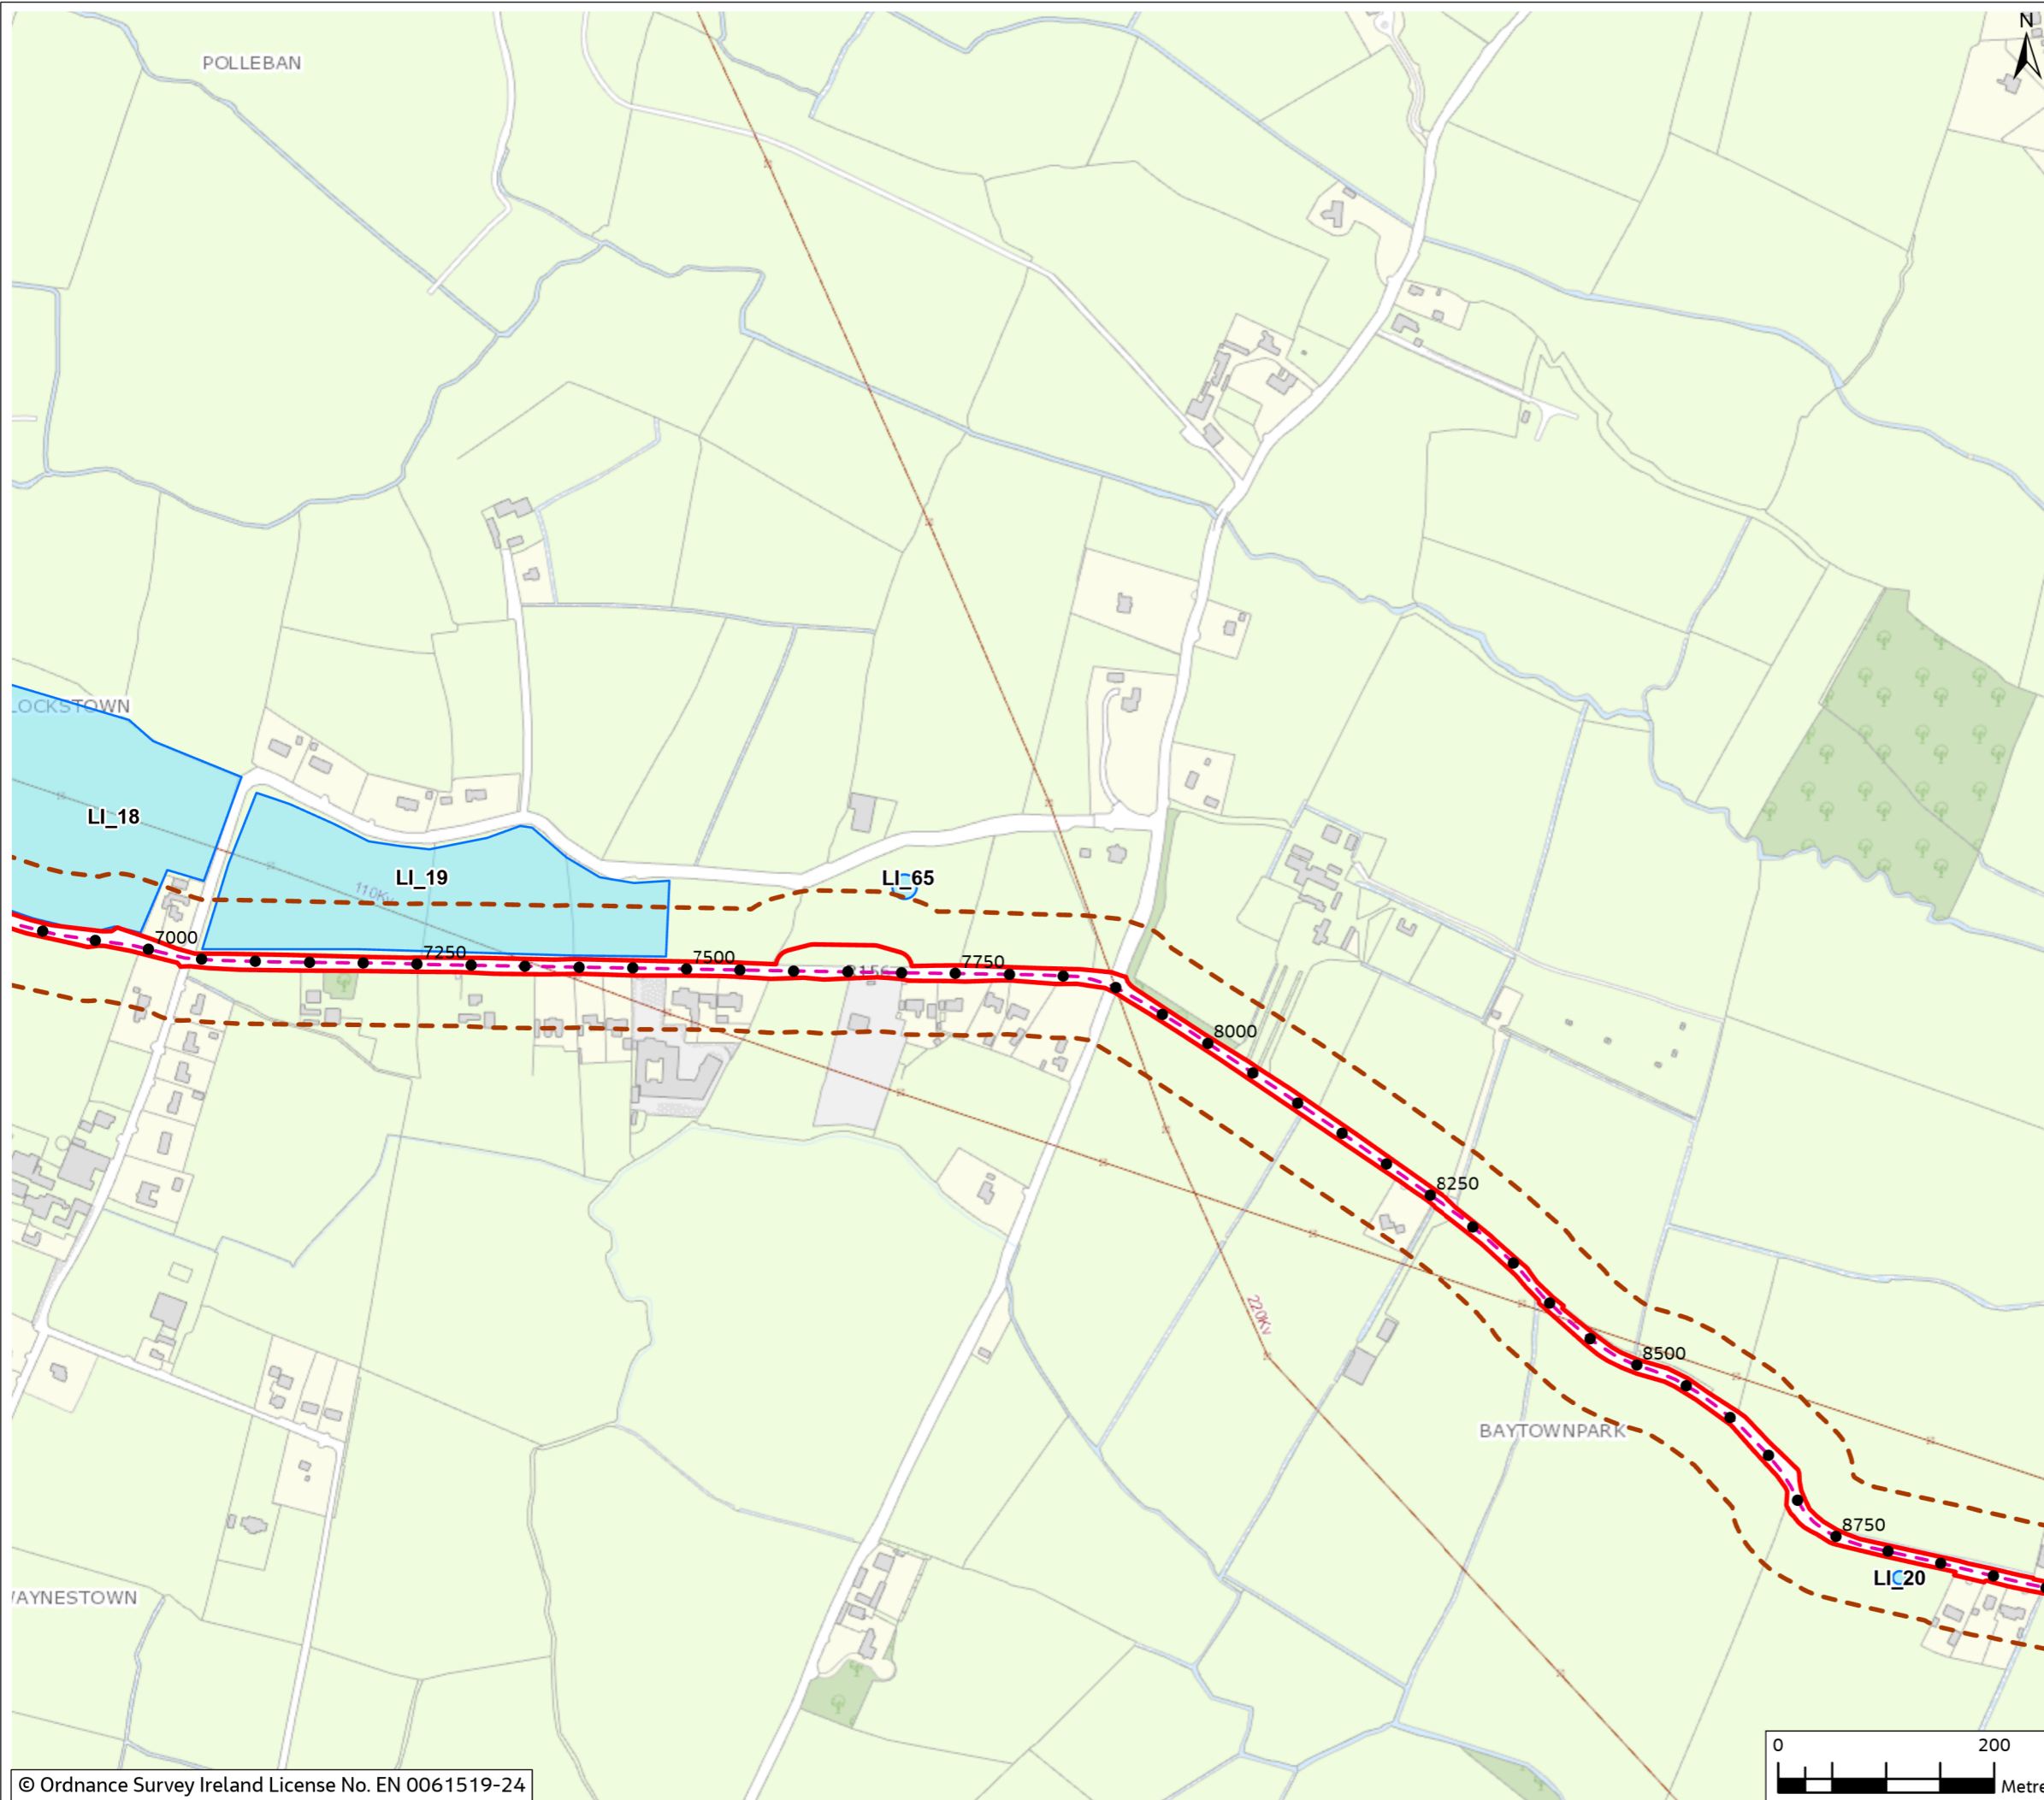 N
POLLEBAN
LOCKSTOWN
LI_18
LI_19
LI_65
110Kv
7000
7250
7500
7750
8000
8250
220Kv
8500
BAYTOWNPARK
8750
LI_20
AYNESTOWN
0
200
Metre
© Ordnance Survey Ireland License No. EN 0061519-24